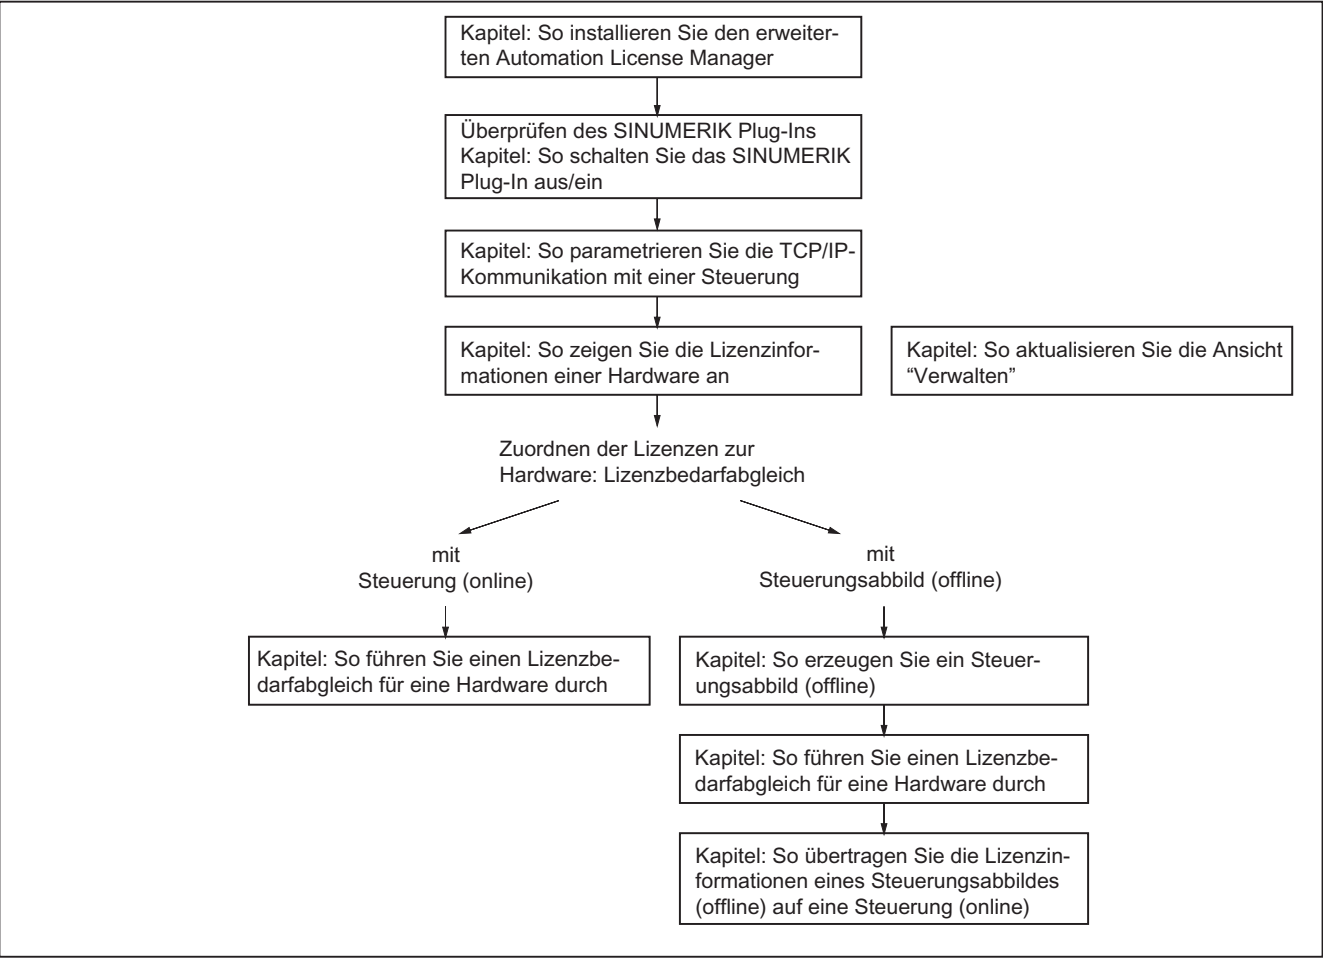 Kapitel: So installieren Sie den erweiter-
ten Automation License Manager
Überprüfen des SINUMERIK Plug-Ins
Kapitel: So schalten Sie das SINUMERIK
Plug-In aus/ein
Kapitel: So parametrieren Sie die TCP/IP-
Kommunikation mit einer Steuerung
Kapitel: So zeigen Sie die Lizenzinfor-
mationen einer Hardware an
Kapitel: So aktualisieren Sie die Ansicht
“Verwalten”
Zuordnen der Lizenzen zur
Hardware: Lizenzbedarfabgleich
mit
Steuerung (online)
mit
Steuerungsabbild (offline)
Kapitel: So führen Sie einen Lizenzbe-
darfabgleich für eine Hardware durch
Kapitel: So erzeugen Sie ein Steuer-
ungsabbild (offline)
Kapitel: So führen Sie einen Lizenzbe-
darfabgleich für eine Hardware durch
Kapitel: So übertragen Sie die Lizenzin-
formationen eines Steuerungsabbildes
(offline) auf eine Steuerung (online)